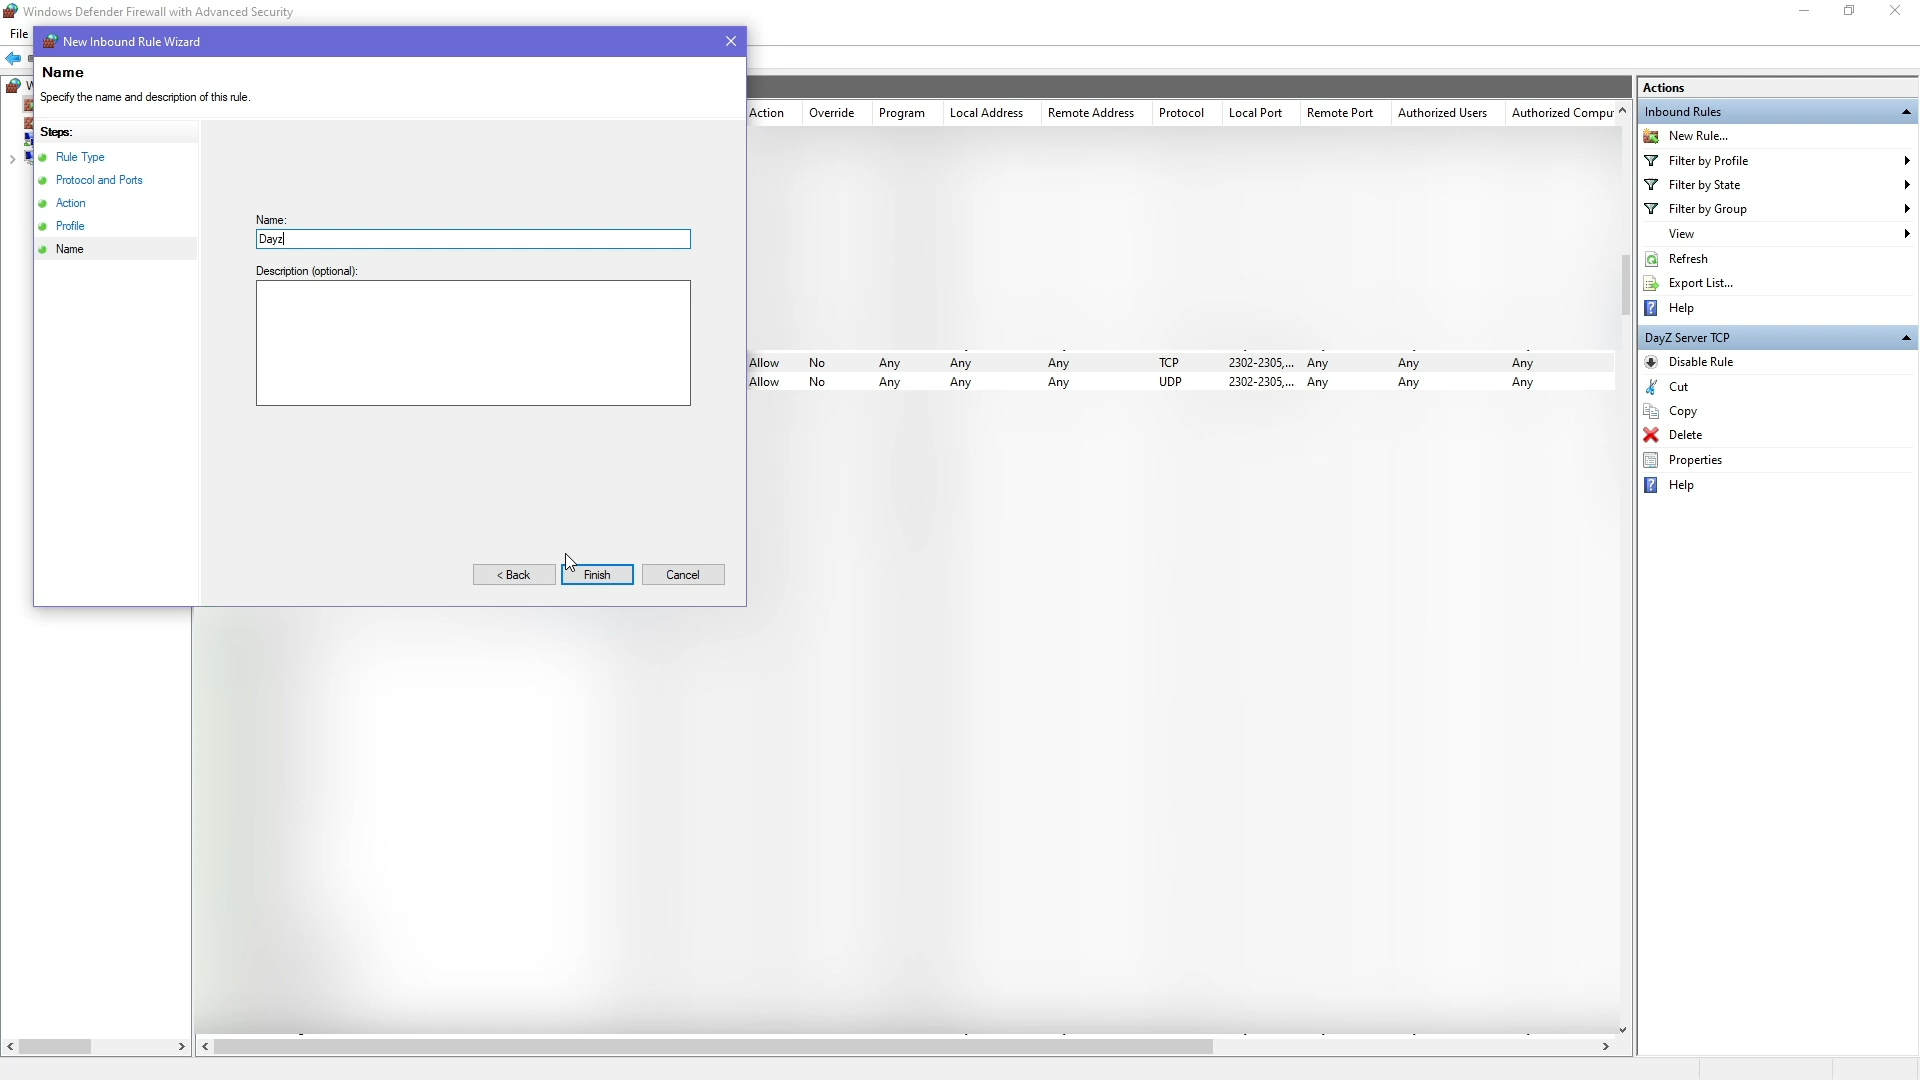 Windows Defender Firewall with Advanced Security
File
New Inbound Rule Wizard
Name
Specify the name and description of this rule.
Steps:
Rule Type
Protocol and Ports
Action
Profile
Name
Name:
Dayz
Description (optional):
< Back
Finish
Cancel
Action Override Program Local Address Remote Address Protocol Local Port Remote Port Authorized Users Authorized Compu
Allow No Any Any Any TCP 2302-2305,... Any Any Any
Allow No Any Any Any UDP 2302-2305,... Any Any Any
Actions
Inbound Rules
New Rule...
Filter by Profile
Filter by State
Filter by Group
View
Refresh
Export List...
Help
DayZ Server TCP
Disable Rule
Cut
Copy
Delete
Properties
Help